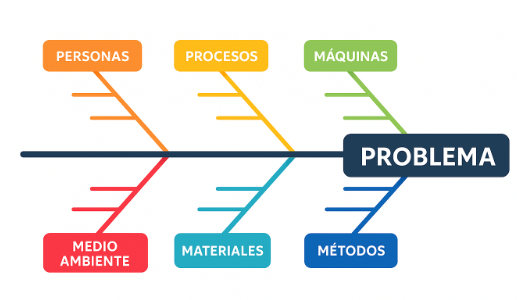 PERSONAS
PROCESOS
MÁQUINAS
PROBLEMA
MEDIO
AMBIENTE
MATERIALES
MÉTODOS